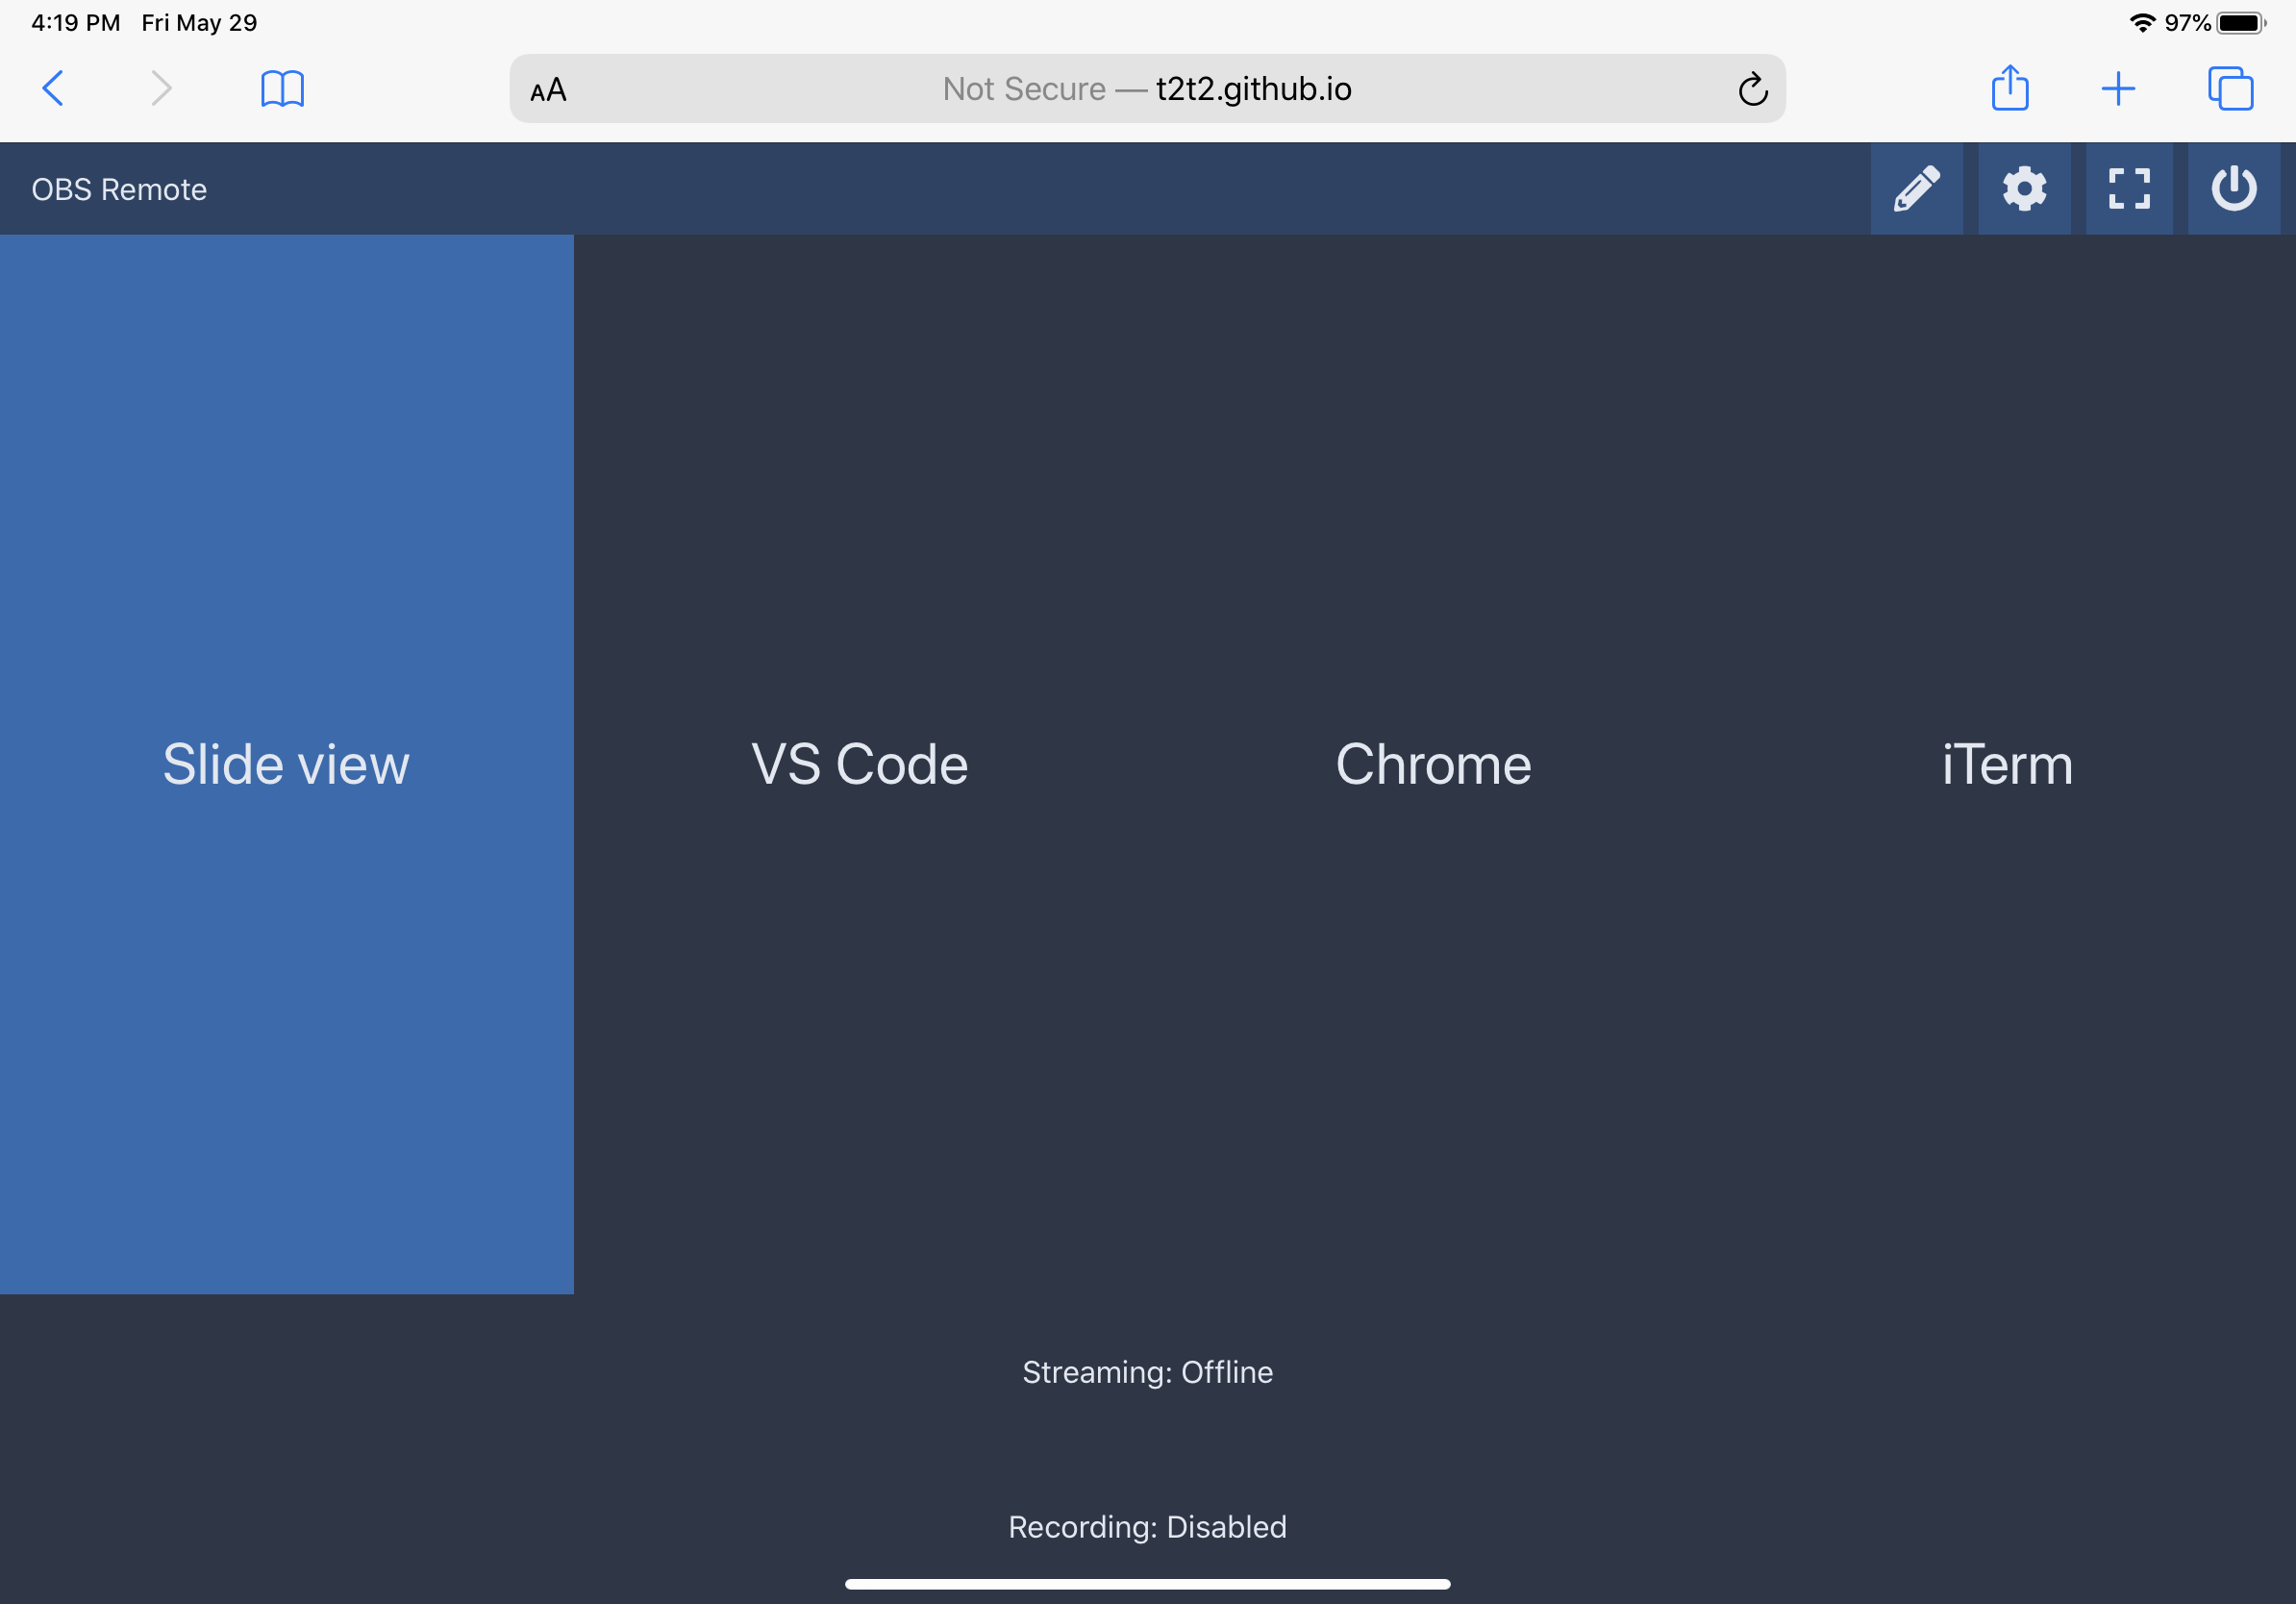 4:19 PM Fri May 29
97%
AA
Not Secure — t2t2.github.io
OBS Remote
Slide view
VS Code
Chrome
iTerm
Streaming: Offline
Recording: Disabled